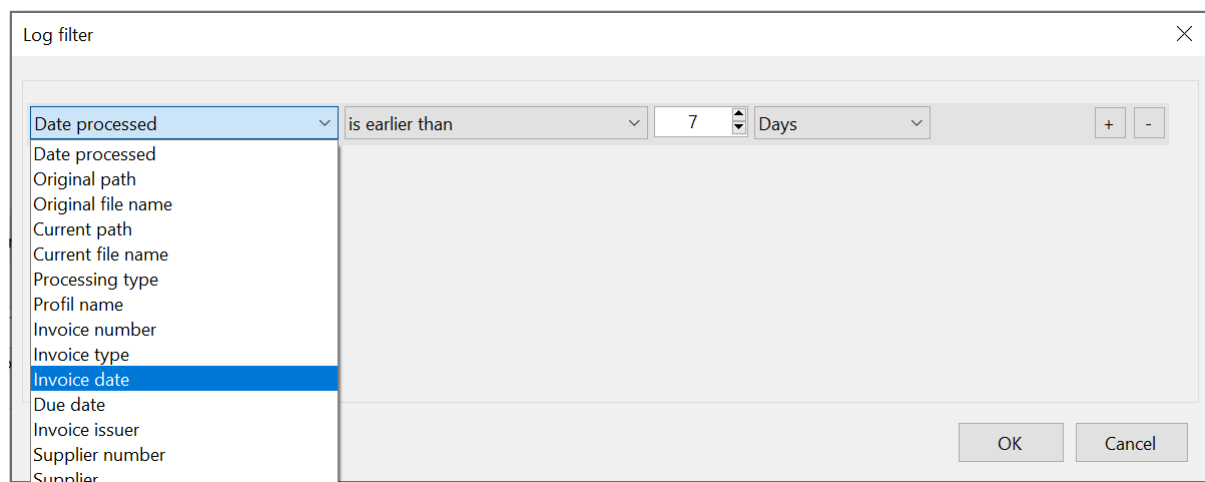 Log filter
Date processed is earlier than 7 Days + -
Date processed
Original path
Original file name
Current path
Current file name
Processing type
Profil name
Invoice number
Invoice type
Invoice date
Due date
Invoice issuer
Supplier number
Supplier
OK Cancel